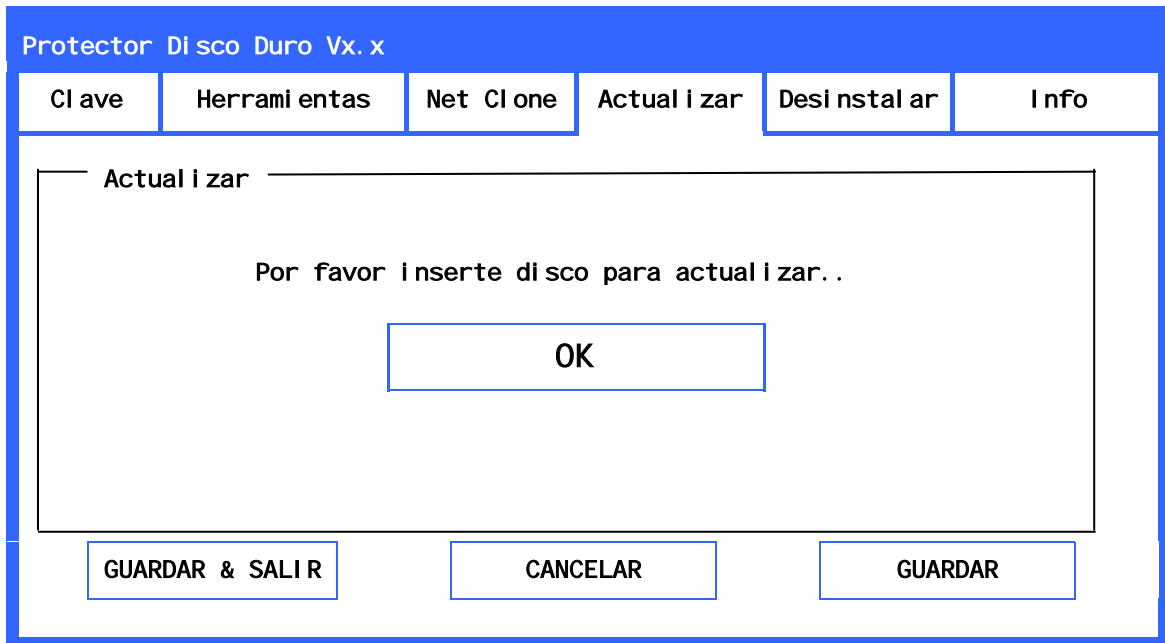 Protector Disco Duro Vx.x
Clave Herramientas Net Clone Actualizar Desinstalar Info
Actualizar
Por favor inserte disco para actualizar..
OK
GUARDAR & SALIR CANCELAR GUARDAR